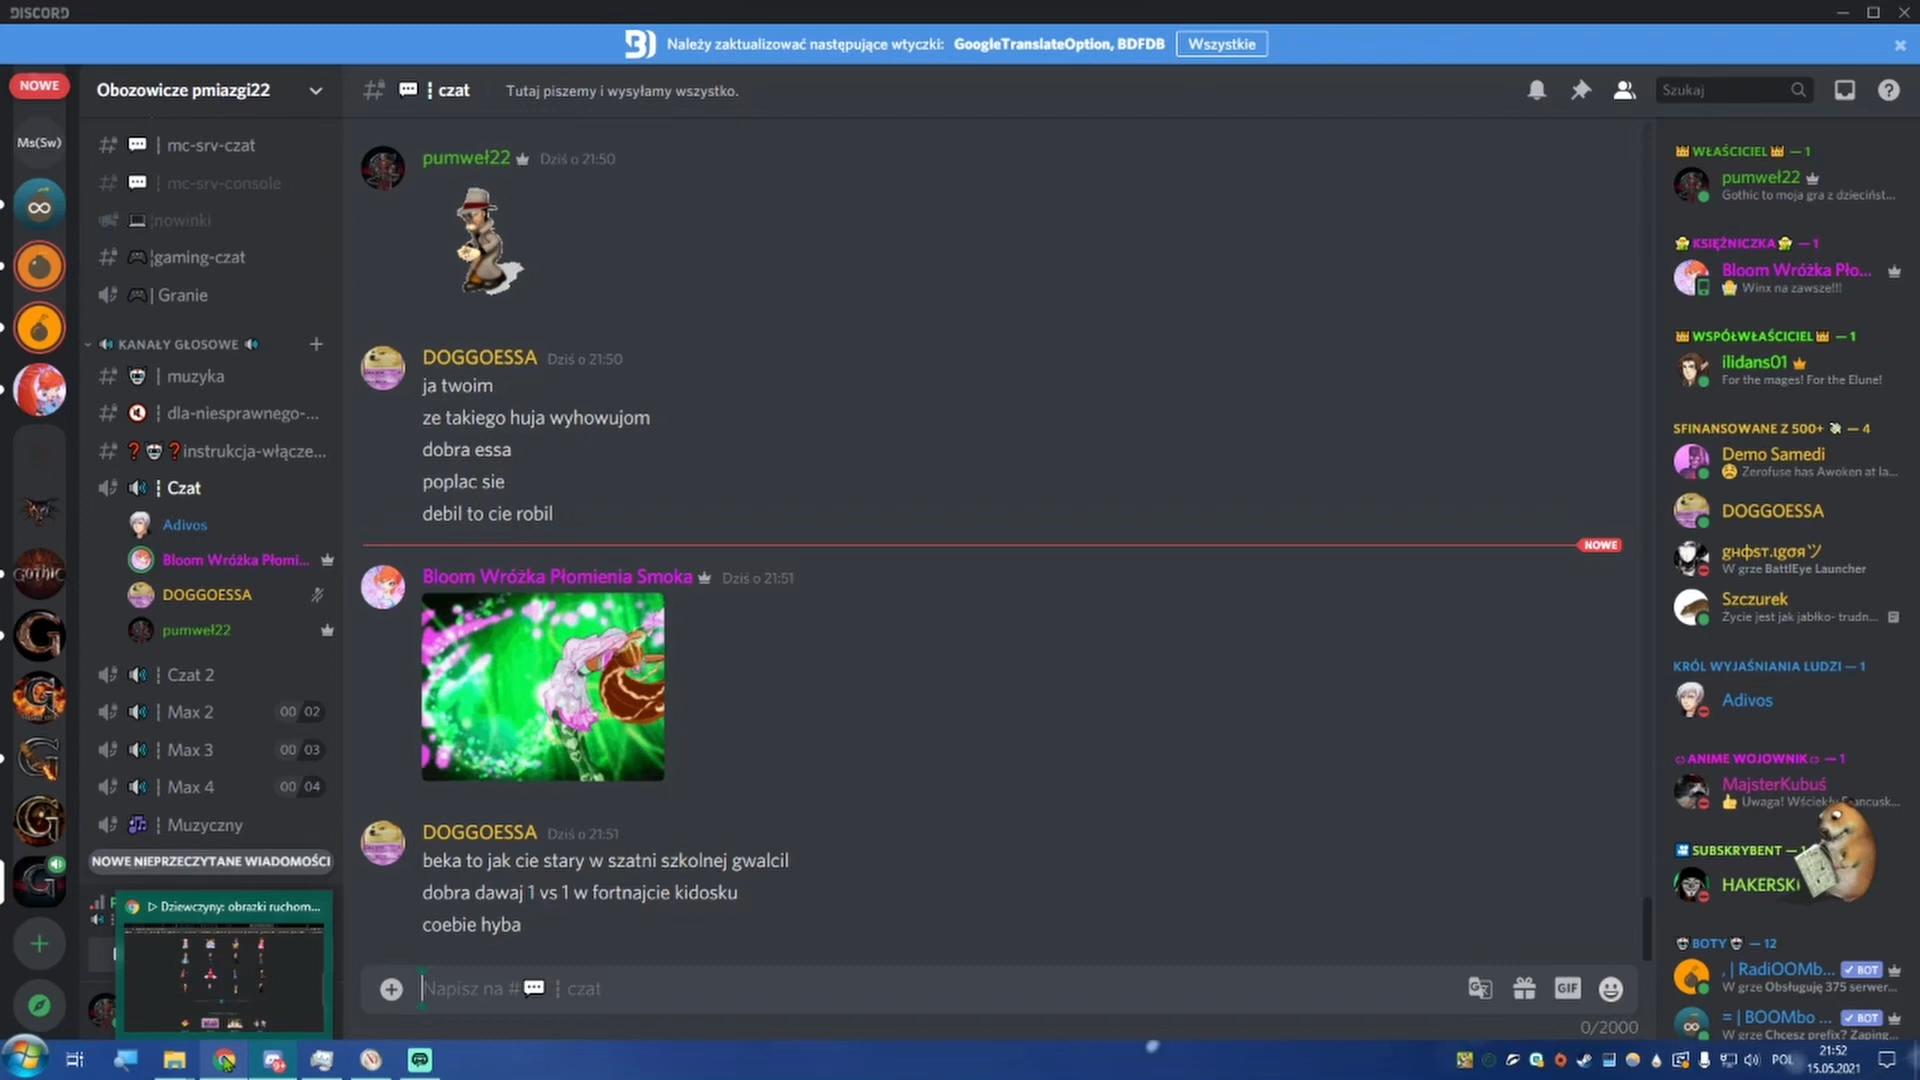 DISCORD
Należy zaktualizować następujące wtyczki: GoogleTranslateOption, BDFDB Wszystkie
NOWE
Ms(Sw)
GOTHIC
Obozowicze pmiazgi22
mc-srv-czat
mc-srv-console
nowinki
gaming-czat
Granie
KANAŁY GŁOSOWE
muzyka
dla-niesprawnego-...
instrukcja-włącze...
Czat
Adivos
Bloom Wróżka Płomi...
DOGGOESSA
pumweł22
Czat 2
Max 2 00 02
Max 3 00 03
Max 4 00 04
Muzyczny
NOWE NIEPRZECZYTANE WIADOMOŚCI
Dziewczyny: obrazki ruchom...
czat Tutaj piszemy i wysyłamy wszystko.
Szukaj
pumweł22 Dziś o 21:50
DOGGOESSA Dziś o 21:50
ja twoim
ze takiego huja wyhowujom
dobra essa
poplac sie
debil to cie robil
NOWE
Bloom Wróżka Płomienia Smoka Dziś o 21:51
DOGGOESSA Dziś o 21:51
beka to jak cie stary w szatni szkolnej gwalcil
dobra dawaj 1 vs 1 w fortnajcie kidosku
coebie hyba
Napisz na # czat
GIF
0/2000
WŁAŚCICIEL — 1
pumweł22
Gothic to moja gra z dziecińst...
KSIĘŻNICZKA — 1
Bloom Wróżka Pło...
Winx na zawsze!!!
WSPÓŁWŁAŚCICIEL — 1
ilidans01
For the mages! For the Elune!
SFINANSOWANE Z 500+ — 4
Demo Samedi
Zerofuse has Awoken at la...
DOGGOESSA
gнфsт.ιgσяツ
W grze BattlEye Launcher
Szczurek
Życie jest jak jabłko- trudn...
KRÓL WYJAŚNIANIA LUDZI — 1
Adivos
ANIME WOJOWNIK — 1
MajsterKubuś
Uwaga! Wściekły Francusk...
SUBSKRYBENT — 1
HAKERSKI
BOTY — 12
, | RadiOOMb... BOT
W grze Obsługuję 375 serwer...
= | BOOMbo ... BOT
W grze Chcesz prefix? Zaping...
POL
21:52
15.05.2021